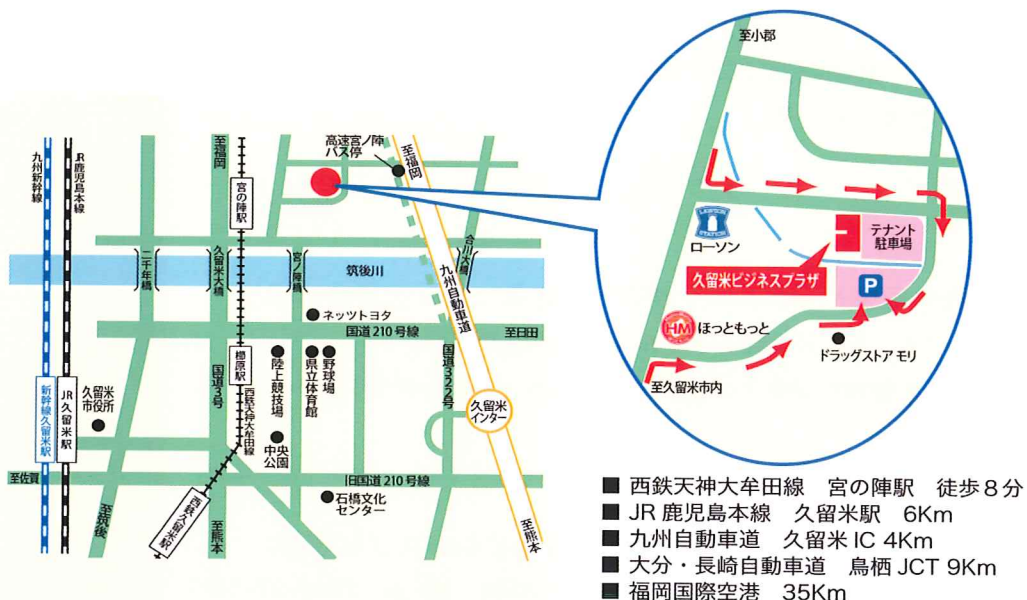 至小郡
LAWSON
STATION
ローソン
テナント
駐車場
久留米ビジネスプラザ
P
HM
ほっともっと
ドラッグストア モリ
至久留米市内
九州新幹線
JR鹿児島本線
至福岡
宮の陣駅
高速宮ノ陣
バス停
至福岡
二千年橋
久留米大橋
宮ノ陣橋
筑後川
合川大橋
九州自動車道
ネッツトヨタ
国道210号線
至日田
新幹線久留米駅
JR久留米駅
久留米
市役所
国道3号
櫛原駅
西鉄天神大牟田線
陸上競技場
県立体育館
野球場
国道322号
久留米
インター
中央
公園
至佐賀
旧国道210号線
至筑後
西鉄久留米駅
至熊本
石橋文化
センター
至熊本
■ 西鉄天神大牟田線　宮の陣駅　徒歩8分
■ JR鹿児島本線　久留米駅　6Km
■ 九州自動車道　久留米IC 4Km
■ 大分・長崎自動車道　鳥栖JCT 9Km
■ 福岡国際空港　35Km